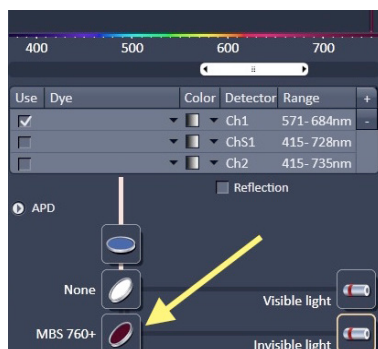 400 500 600 700
Use Dye Color Detector Range +
Ch1 571-684nm -
ChS1 415-728nm
Ch2 415-735nm
Reflection
APD
None
Visible light
MBS 760+
Invisible light